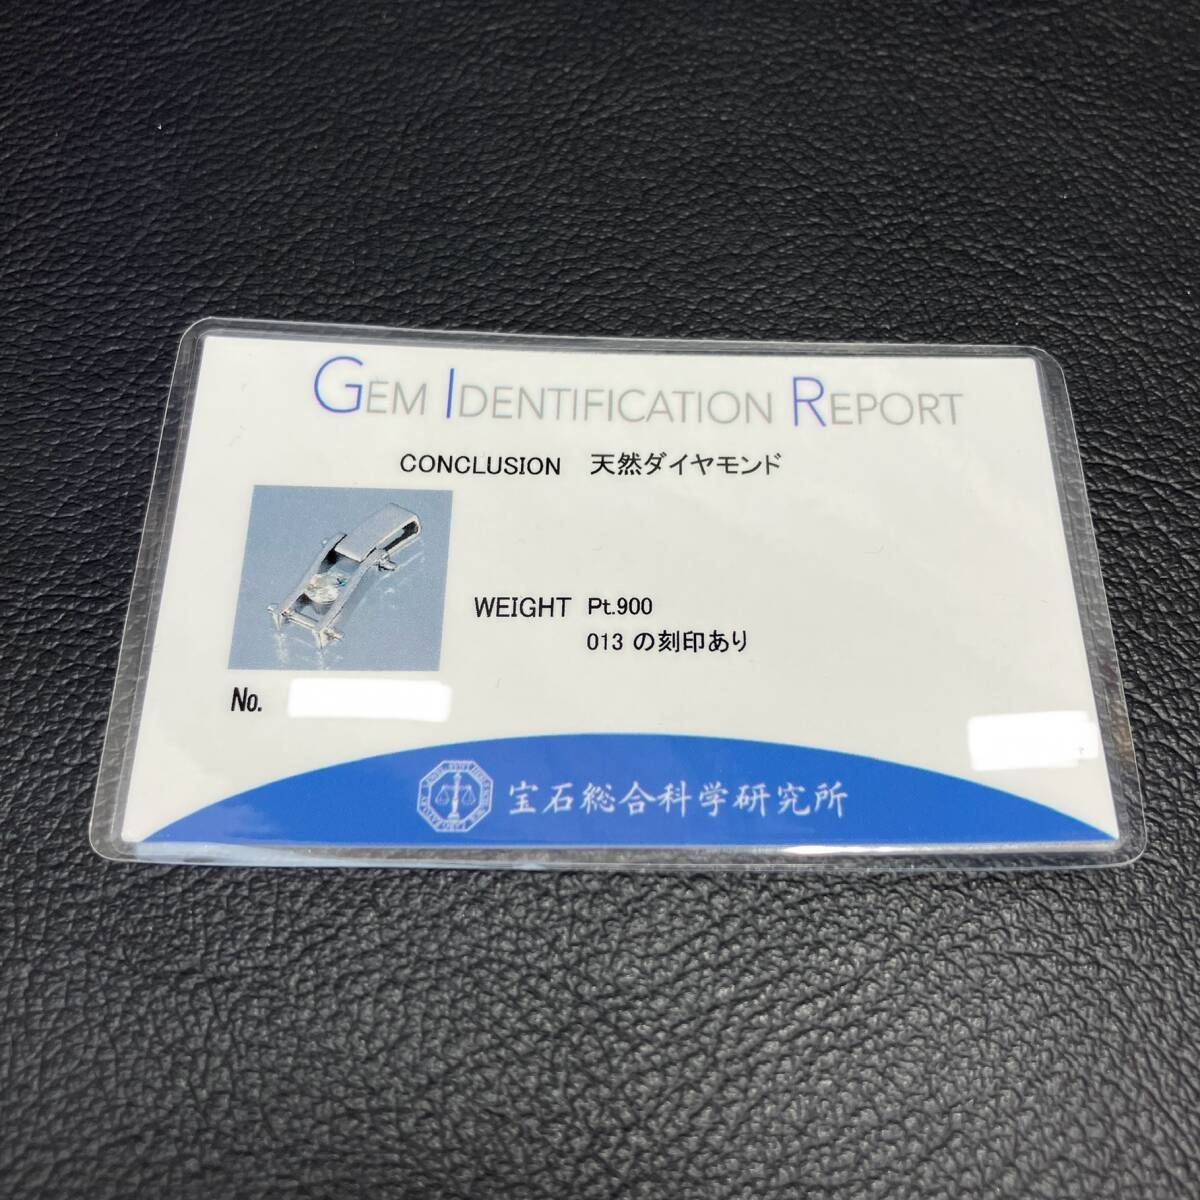 GEM IDENTIFICATION REPORT
CONCLUSION 天然ダイヤモンド
WEIGHT Pt.900
013 の刻印あり
No.
宝石総合科学研究所